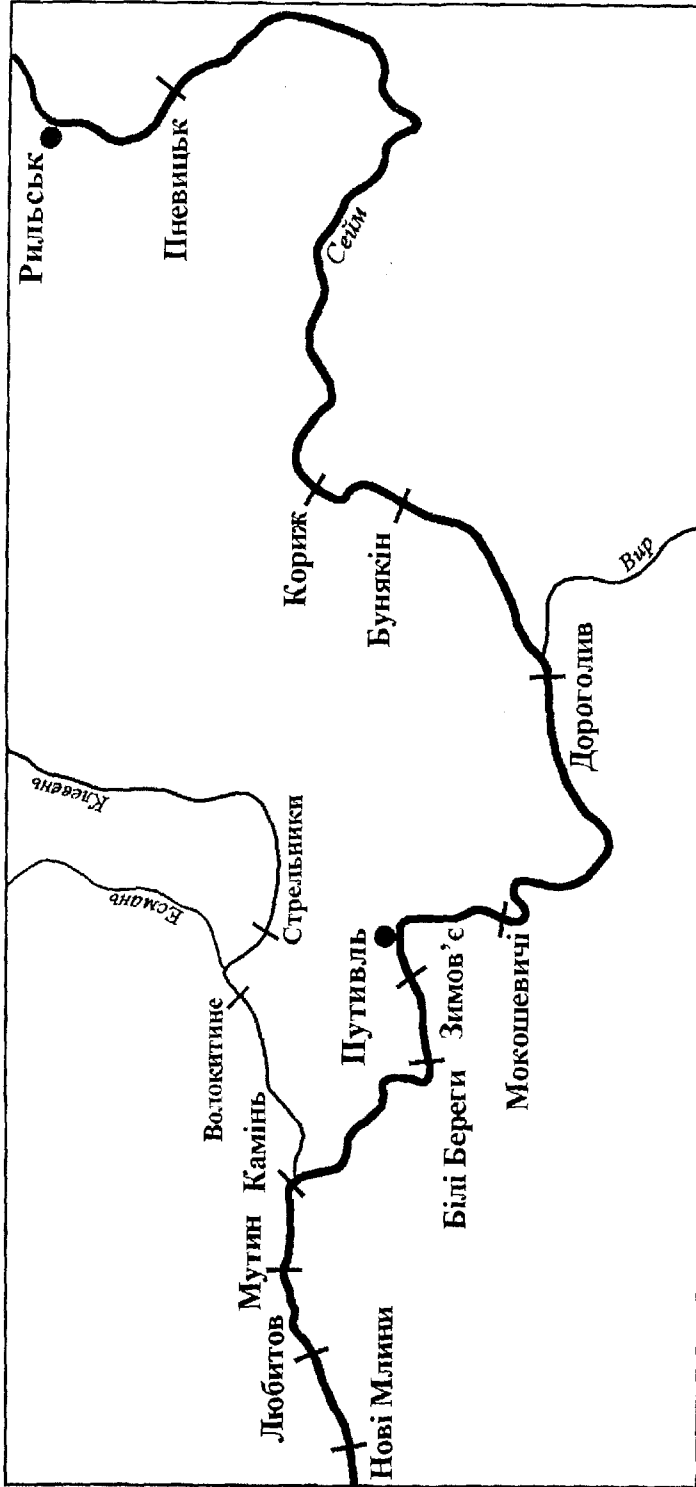 Рильськ
Пневицьк
Сейм
Кориж
Бунякін
Вир
Дороголив
Клевень
Есмань
Стрельники
Волокитине
Путивль
Зимов’є
Мокошевичі
Білі Береги
Камінь
Мутин
Любитов
Нові Млини